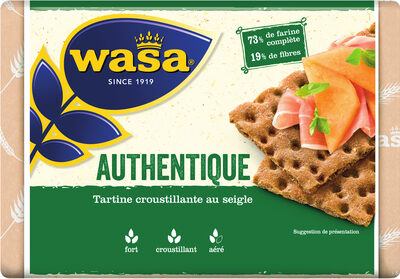 wasa®
SINCE 1919
73% de farine
complète
19% de fibres
AUTHENTIQUE
Tartine croustillante au seigle
Suggestion de présentation
fort
croustillant
aéré
wasa